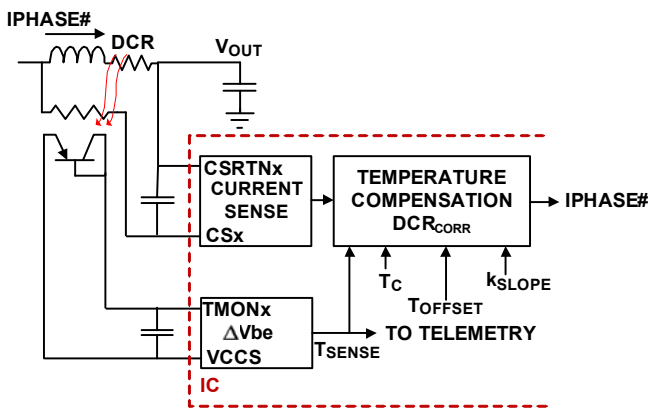 IPHASE#
DCR
VOUT
CSRTNx
CURRENT
SENSE
CSx
TEMPERATURE
COMPENSATION
DCRCORR
IPHASE#
TC
TOFFSET
kSLOPE
TMONx
ΔVbe
VCCS
TSENSE
TO TELEMETRY
IC